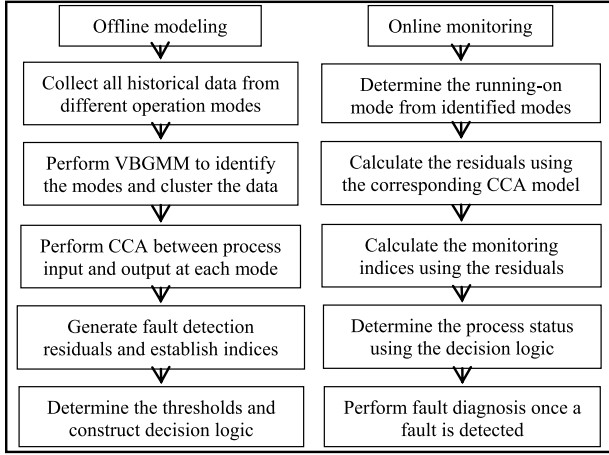 Offline modeling
Collect all historical data from
different operation modes
Perform VBGMM to identify
the modes and cluster the data
Perform CCA between process
input and output at each mode
Generate fault detection
residuals and establish indices
Determine the thresholds and
construct decision logic
Online monitoring
Determine the running-on
mode from identified modes
Calculate the residuals using
the corresponding CCA model
Calculate the monitoring
indices using the residuals
Determine the process status
using the decision logic
Perform fault diagnosis once a
fault is detected